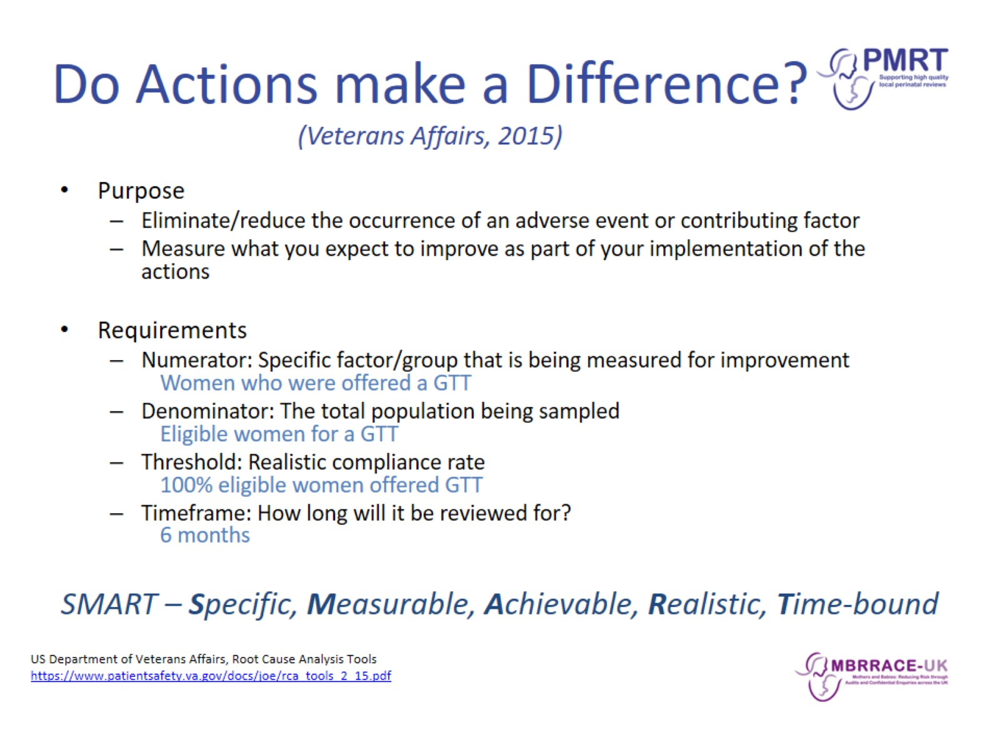 Do Actions make a Difference?
PMRT
Supporting high quality
local perinatal reviews
(Veterans Affairs, 2015)
• Purpose
– Eliminate/reduce the occurrence of an adverse event or contributing factor
– Measure what you expect to improve as part of your implementation of the
actions
• Requirements
– Numerator: Specific factor/group that is being measured for improvement
Women who were offered a GTT
– Denominator: The total population being sampled
Eligible women for a GTT
– Threshold: Realistic compliance rate
100% eligible women offered GTT
– Timeframe: How long will it be reviewed for?
6 months
SMART – Specific, Measurable, Achievable, Realistic, Time-bound
US Department of Veterans Affairs, Root Cause Analysis Tools
https://www.patientsafety.va.gov/docs/joe/rca_tools_2_15.pdf
MBRRACE-UK
Mothers and Babies: Reducing Risk through
Audits and Confidential Enquiries across the UK